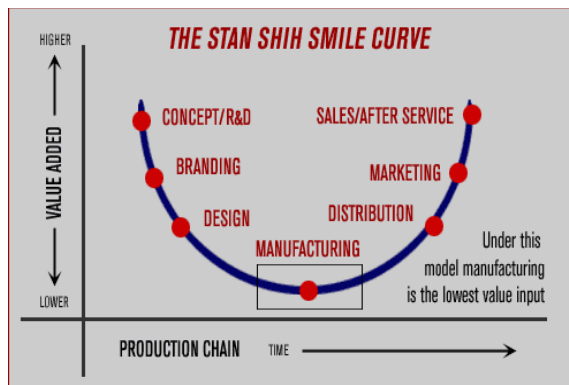 THE STAN SHIH SMILE CURVE
HIGHER
VALUE ADDED
LOWER
CONCEPT/R&D
BRANDING
DESIGN
MANUFACTURING
SALES/AFTER SERVICE
MARKETING
DISTRIBUTION
Under this
model manufacturing
is the lowest value input
PRODUCTION CHAIN TIME